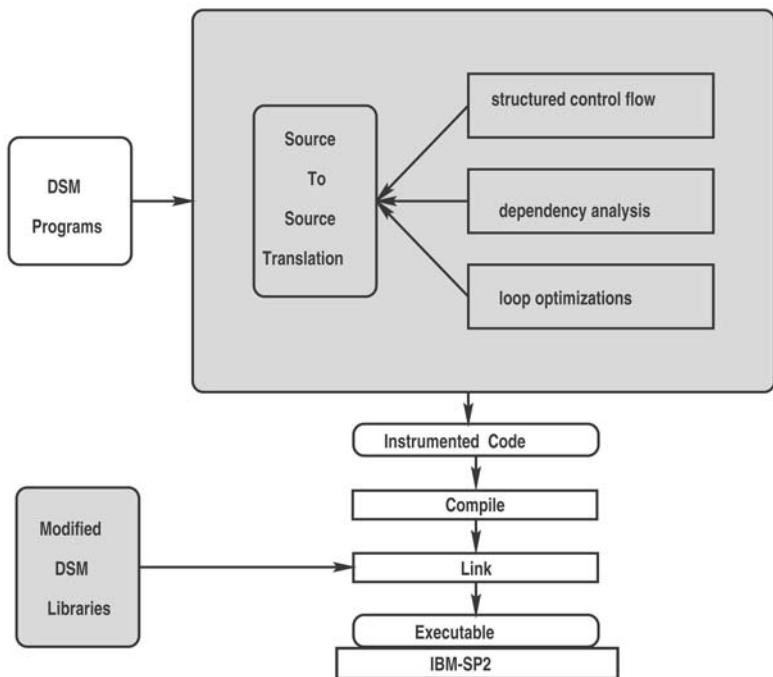 DSM
Programs
Source
To
Source
Translation
structured control flow
dependency analysis
loop optimizations
Instrumented Code
Compile
Modified
DSM
Libraries
Link
Executable
IBM-SP2